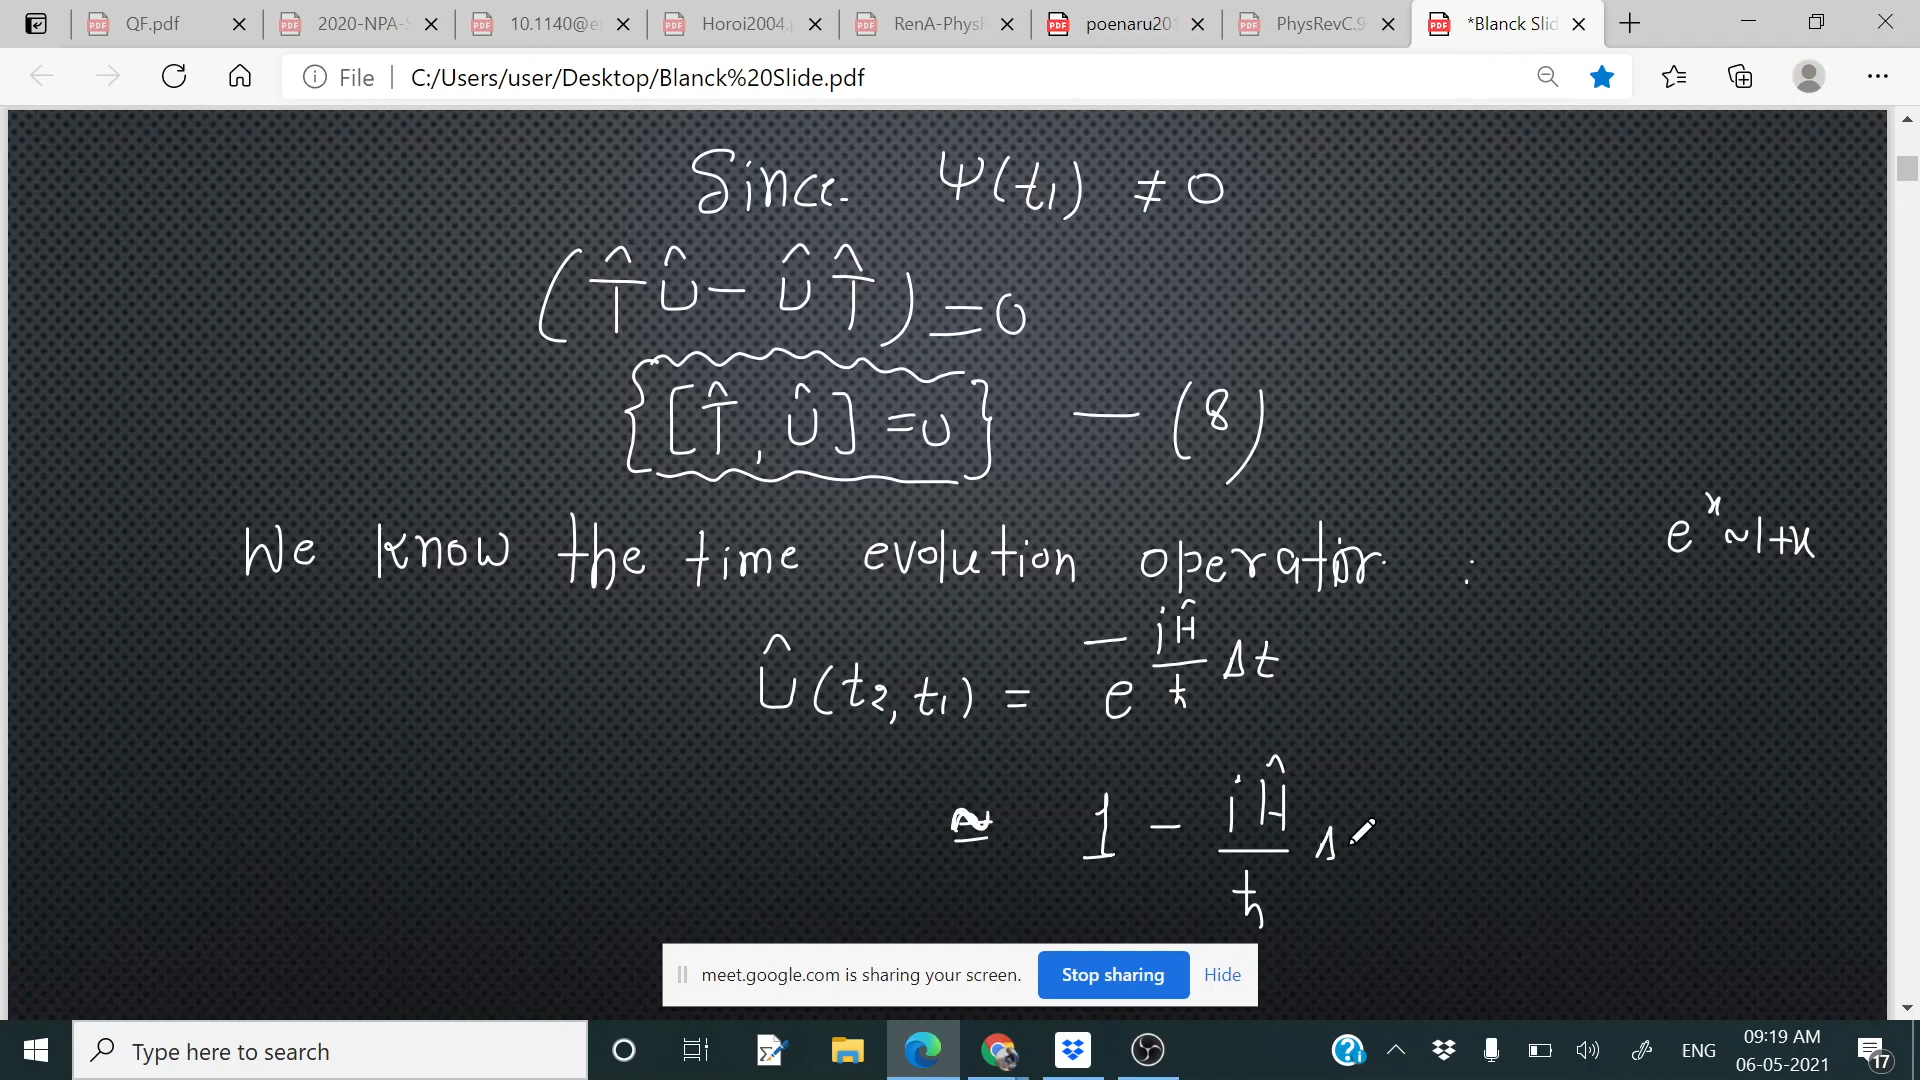 QF.pdf 2020-NPA-S 10.1140@e Horoi2004.p RenA-PhysR poenaru201 PhysRevC.9 *Blanck Slid
File C:/Users/user/Desktop/Blanck%20Slide.pdf
Since. Ψ(t₁) ≠ 0
(T̂ Û − Û T̂) = 0
{[T̂, Û] = 0} — (8)
We know the time evolution operator :
e^x ~ 1+x
Û(t₂, t₁) = e^(− iĤ/ħ Δt)
≈ 1 − iĤ/ħ Δ
meet.google.com is sharing your screen. Stop sharing Hide
Type here to search
ENG
09:19 AM
06-05-2021
17